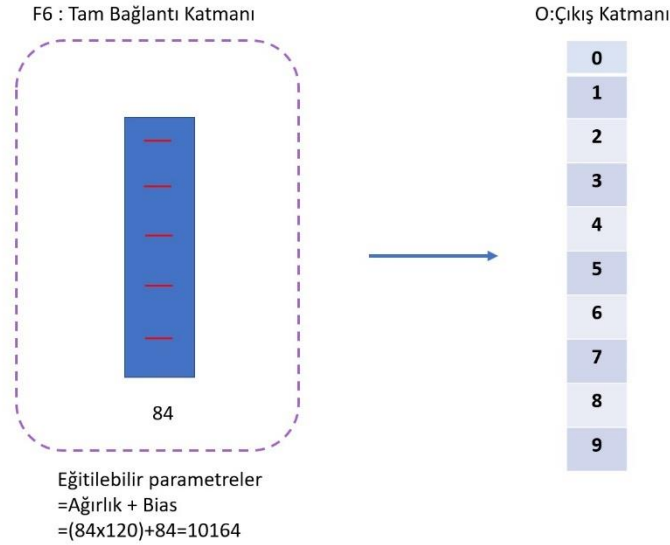 F6 : Tam Bağlantı Katmanı
O:Çıkış Katmanı
0
1
2
3
4
5
6
7
8
9
84
Eğitilebilir parametreler
=Ağırlık + Bias
=(84x120)+84=10164